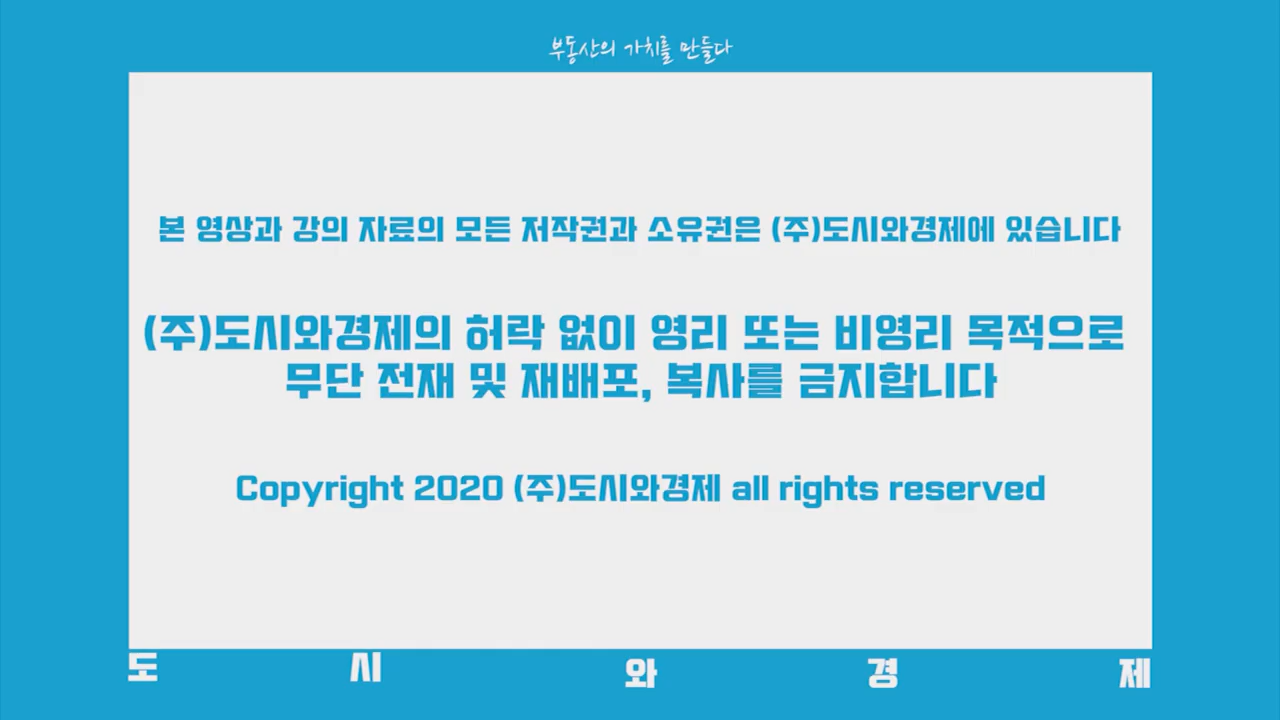 부동산의 가치를 만들다
본 영상과 강의 자료의 모든 저작권과 소유권은 (주)도시와경제에 있습니다
(주)도시와경제의 허락 없이 영리 또는 비영리 목적으로
무단 전재 및 재배포, 복사를 금지합니다
Copyright 2020 (주)도시와경제 all rights reserved
도 시 와 경 제